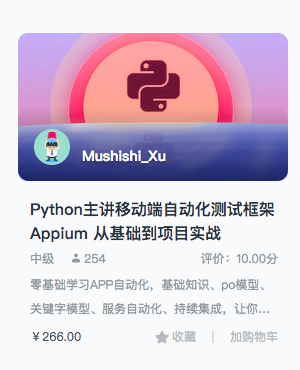 Mushishi_Xu
Python主讲移动端自动化测试框架
Appium 从基础到项目实战
中级 254 评价：10.00分
零基础学习APP自动化，基础知识、po模型、
关键字模型、服务自动化、持续集成，让你...
￥266.00 收藏 | 加购物车